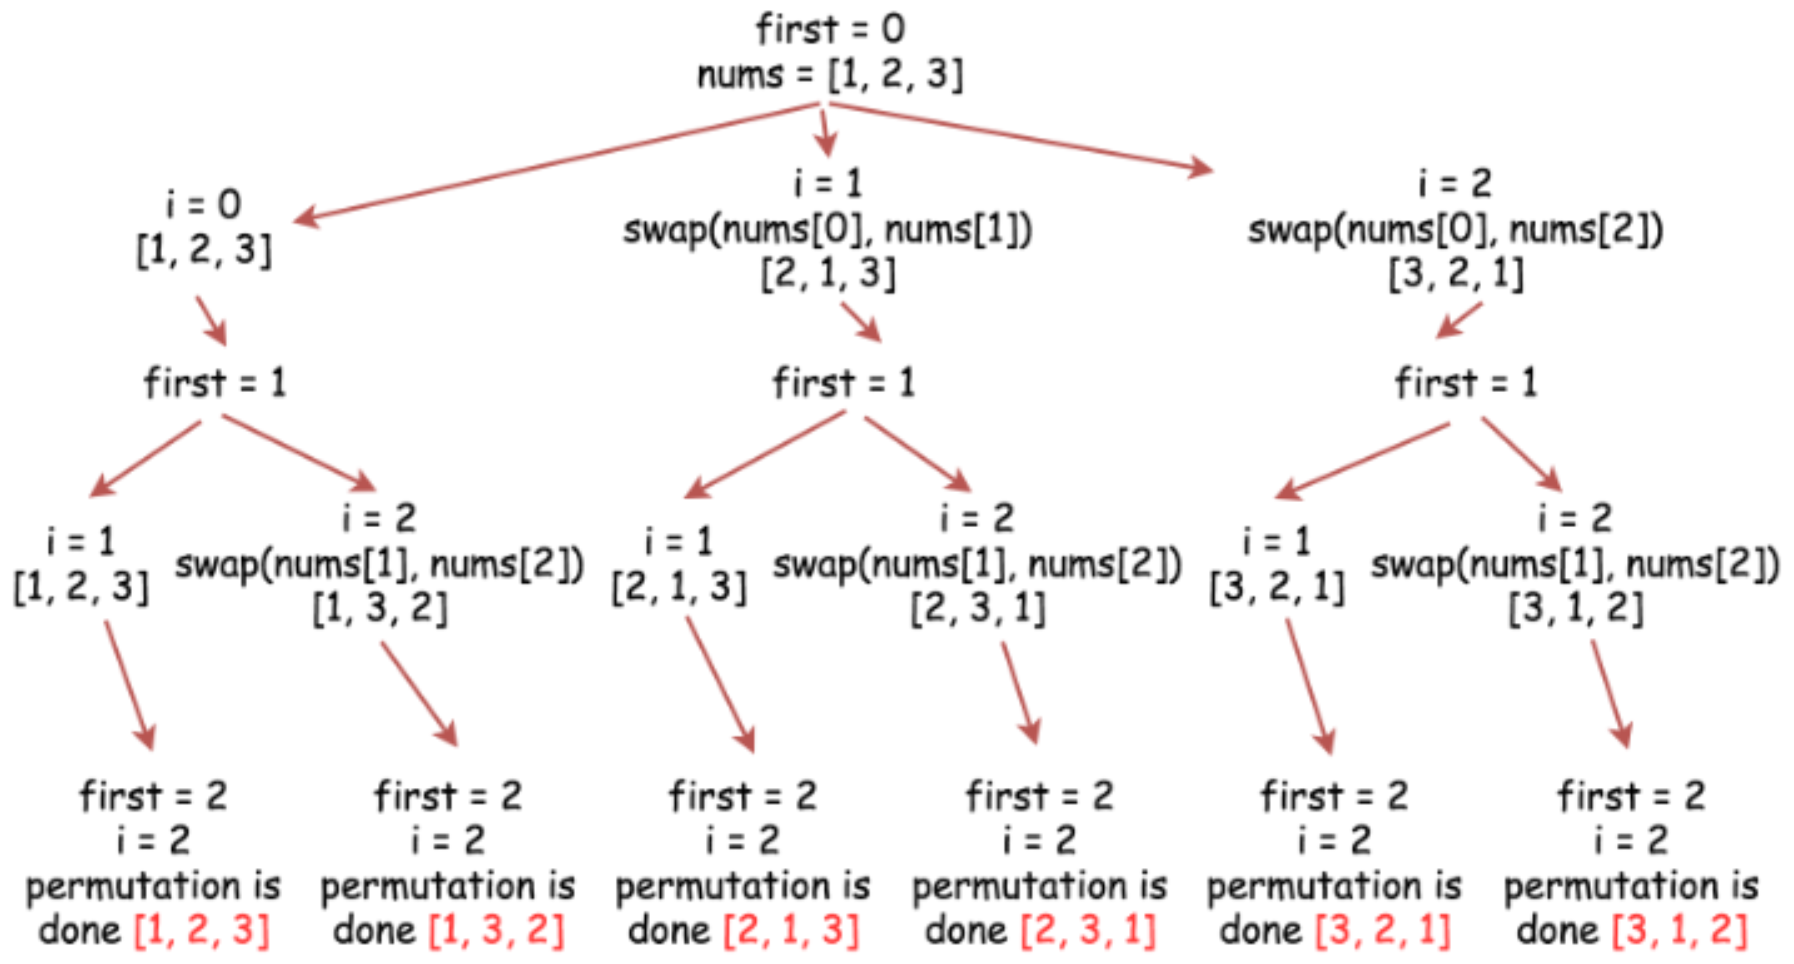 first = 0
nums = [1, 2, 3]
i = 0
[1, 2, 3]
i = 1
swap(nums[0], nums[1])
[2, 1, 3]
i = 2
swap(nums[0], nums[2])
[3, 2, 1]
first = 1
first = 1
first = 1
i = 1
[1, 2, 3]
i = 2
swap(nums[1], nums[2])
[1, 3, 2]
i = 1
[2, 1, 3]
i = 2
swap(nums[1], nums[2])
[2, 3, 1]
i = 1
[3, 2, 1]
i = 2
swap(nums[1], nums[2])
[3, 1, 2]
first = 2
i = 2
permutation is
done [1, 2, 3]
first = 2
i = 2
permutation is
done [1, 3, 2]
first = 2
i = 2
permutation is
done [2, 1, 3]
first = 2
i = 2
permutation is
done [2, 3, 1]
first = 2
i = 2
permutation is
done [3, 2, 1]
first = 2
i = 2
permutation is
done [3, 1, 2]